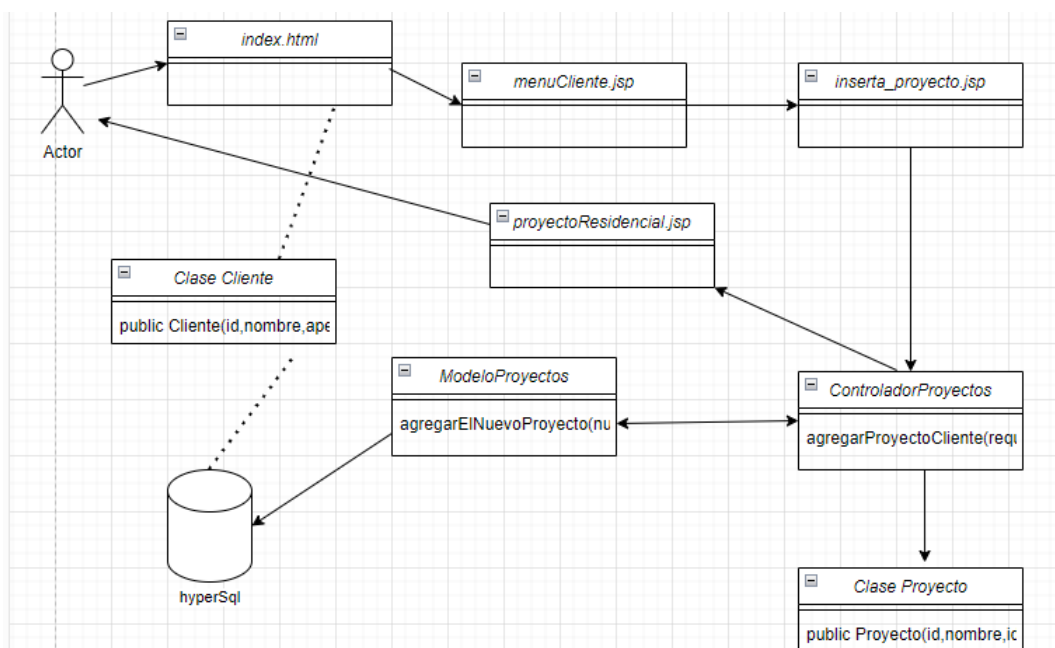 index.html
menuCliente.jsp
inserta_proyecto.jsp
Actor
proyectoResidencial.jsp
Clase Cliente
public Cliente(id,nombre,ape
ModeloProyectos
agregarElNuevoProyecto(nu
ControladorProyectos
agregarProyectoCliente(requ
hyperSql
Clase Proyecto
public Proyecto(id,nombre,ic